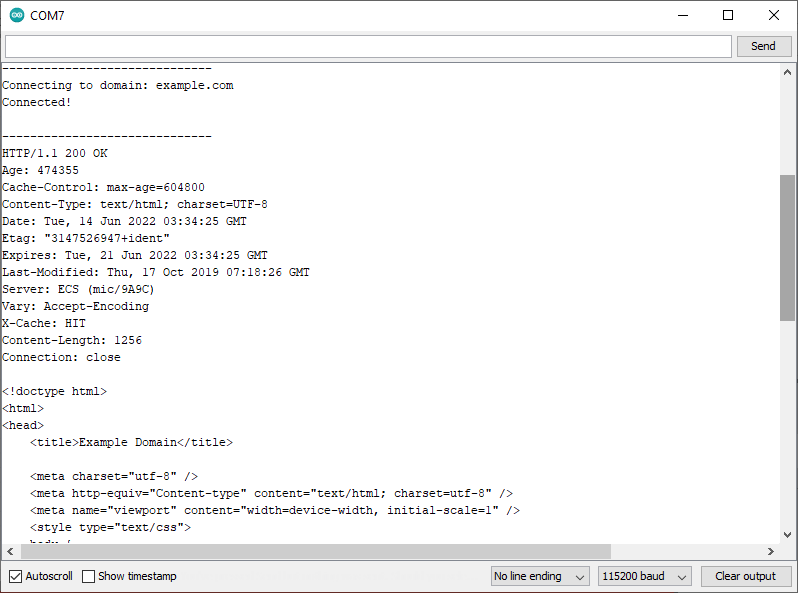 COM7
Send
------------------------------
Connecting to domain: example.com
Connected!
------------------------------
HTTP/1.1 200 OK
Age: 474355
Cache-Control: max-age=604800
Content-Type: text/html; charset=UTF-8
Date: Tue, 14 Jun 2022 03:34:25 GMT
Etag: "3147526947+ident"
Expires: Tue, 21 Jun 2022 03:34:25 GMT
Last-Modified: Thu, 17 Oct 2019 07:18:26 GMT
Server: ECS (mic/9A9C)
Vary: Accept-Encoding
X-Cache: HIT
Content-Length: 1256
Connection: close
<!doctype html>
<html>
<head>
    <title>Example Domain</title>
    <meta charset="utf-8" />
    <meta http-equiv="Content-type" content="text/html; charset=utf-8" />
    <meta name="viewport" content="width=device-width, initial-scale=1" />
    <style type="text/css">
Autoscroll Show timestamp No line ending 115200 baud Clear output